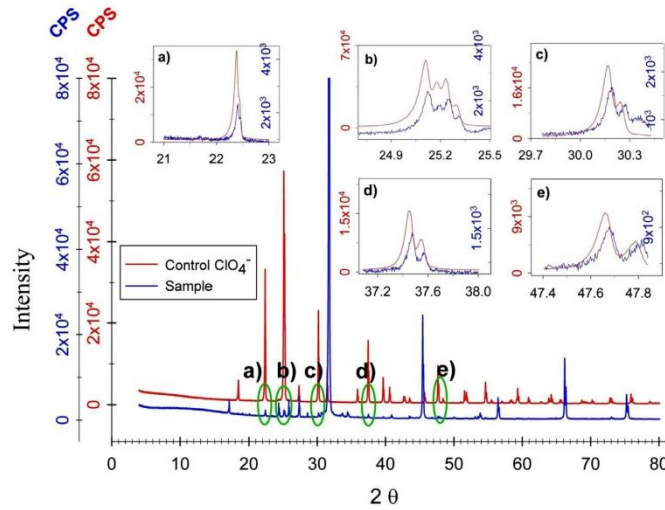 CPS
CPS
8x10⁴
6x10⁴
4x10⁴
2x10⁴
0
8x10⁴
6x10⁴
4x10⁴
2x10⁴
0
Intensity
a)
2x10⁴
0
4x10³
2x10³
21 22 23
b)
7x10⁴
0
4x10³
2x10³
24.9 25.2 25.5
c)
1.6x10⁴
0
2x10³
10³
29.7 30.0 30.3
d)
1.5x10⁴
0
1.5x10³
37.2 37.6 38.0
e)
9x10³
0
9x10²
47.4 47.6 47.8
Control ClO₄⁻
Sample
a) b) c) d) e)
0 10 20 30 40 50 60 70 80
2 θ